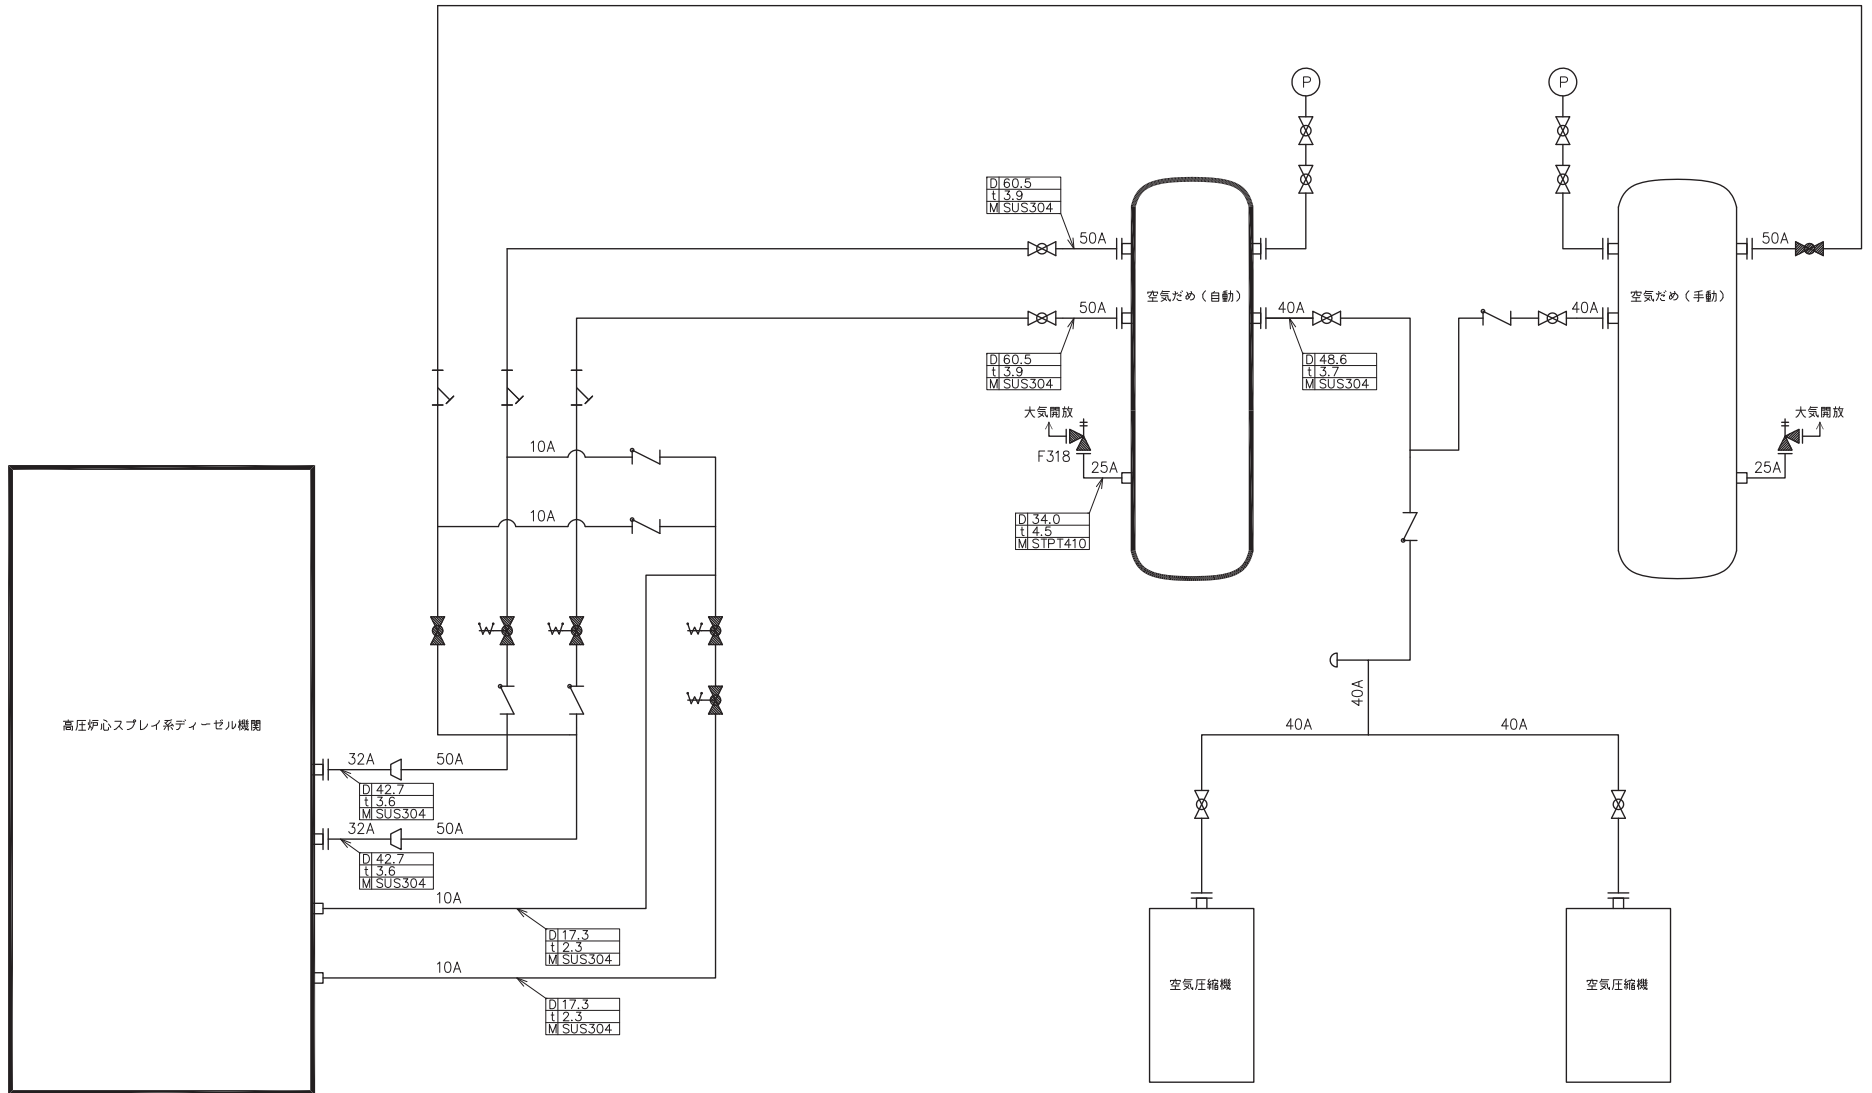 P
P
D 60.5
t 3.9
M SUS304
50A
50A
空気だめ（自動）
空気だめ（手動）
50A
40A
40A
D 60.5
t 3.9
M SUS304
D 48.6
t 3.7
M SUS304
大気開放
大気開放
F318
25A
25A
10A
10A
D 34.0
t 4.5
M STPT410
40A
40A
40A
高圧炉心スプレイ系ディーゼル機関
32A
50A
D 42.7
t 3.6
M SUS304
32A
50A
D 42.7
t 3.6
M SUS304
10A
D 17.3
t 2.3
M SUS304
10A
D 17.3
t 2.3
M SUS304
空気圧縮機
空気圧縮機